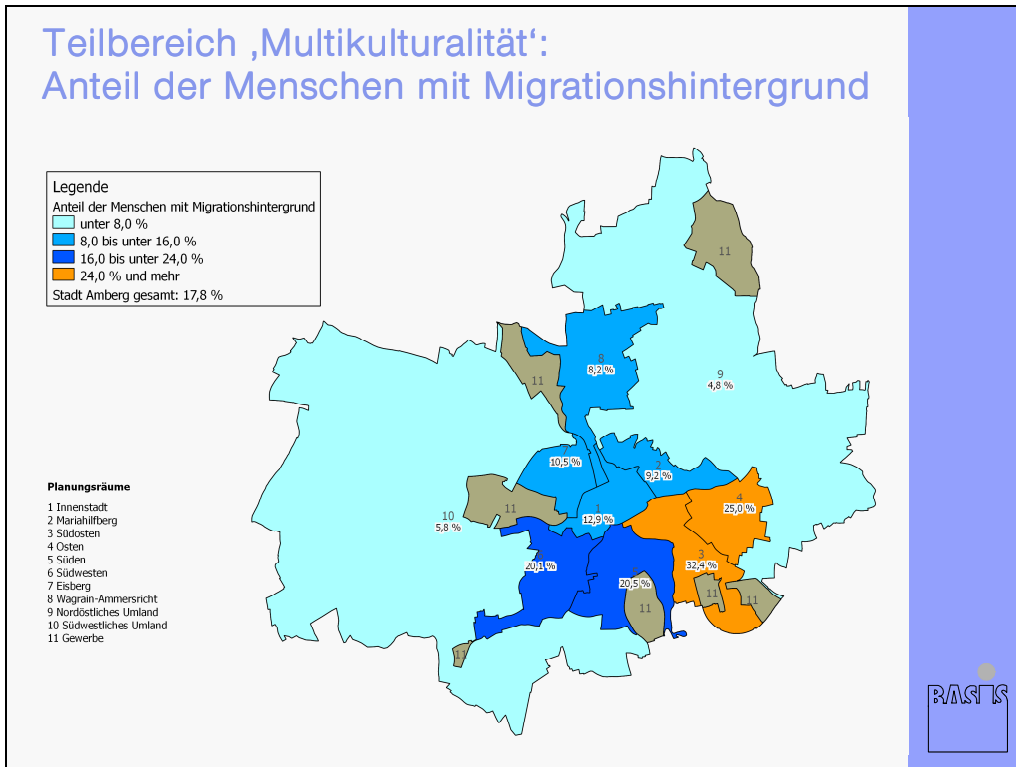 Teilbereich ‚Multikulturalität‘:
Anteil der Menschen mit Migrationshintergrund
Legende
Anteil der Menschen mit Migrationshintergrund
unter 8,0 %
8,0 bis unter 16,0 %
16,0 bis unter 24,0 %
24,0 % und mehr
Stadt Amberg gesamt: 17,8 %
11
8
8,2 %
11
9
4,8 %
7
10,5 %
2
9,2 %
4
25,0 %
11
10
5,8 %
1
12,9 %
6
20,1 %
3
32,4 %
5
20,5 %
11
11
11
11
Planungsräume
1 Innenstadt
2 Mariahilfberg
3 Südosten
4 Osten
5 Süden
6 Südwesten
7 Eisberg
8 Wagrain-Ammersricht
9 Nordöstliches Umland
10 Südwestliches Umland
11 Gewerbe
BASIS